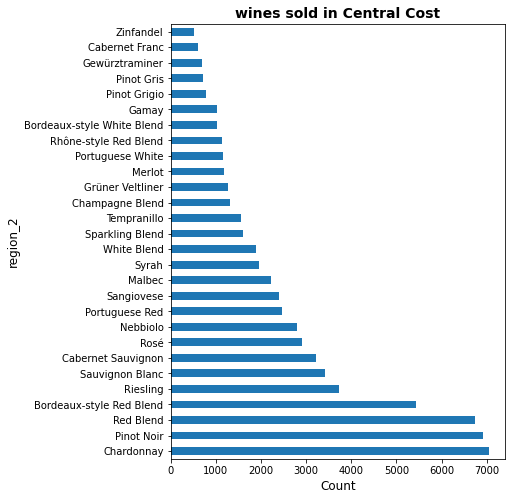 wines sold in Central Cost
Zinfandel
Cabernet Franc
Gewürztraminer
Pinot Gris
Pinot Grigio
Gamay
Bordeaux-style White Blend
Rhône-style Red Blend
Portuguese White
Merlot
Grüner Veltliner
Champagne Blend
Tempranillo
Sparkling Blend
White Blend
Syrah
Malbec
Sangiovese
Portuguese Red
Nebbiolo
Rosé
Cabernet Sauvignon
Sauvignon Blanc
Riesling
Bordeaux-style Red Blend
Red Blend
Pinot Noir
Chardonnay
region_2
0 1000 2000 3000 4000 5000 6000 7000
Count